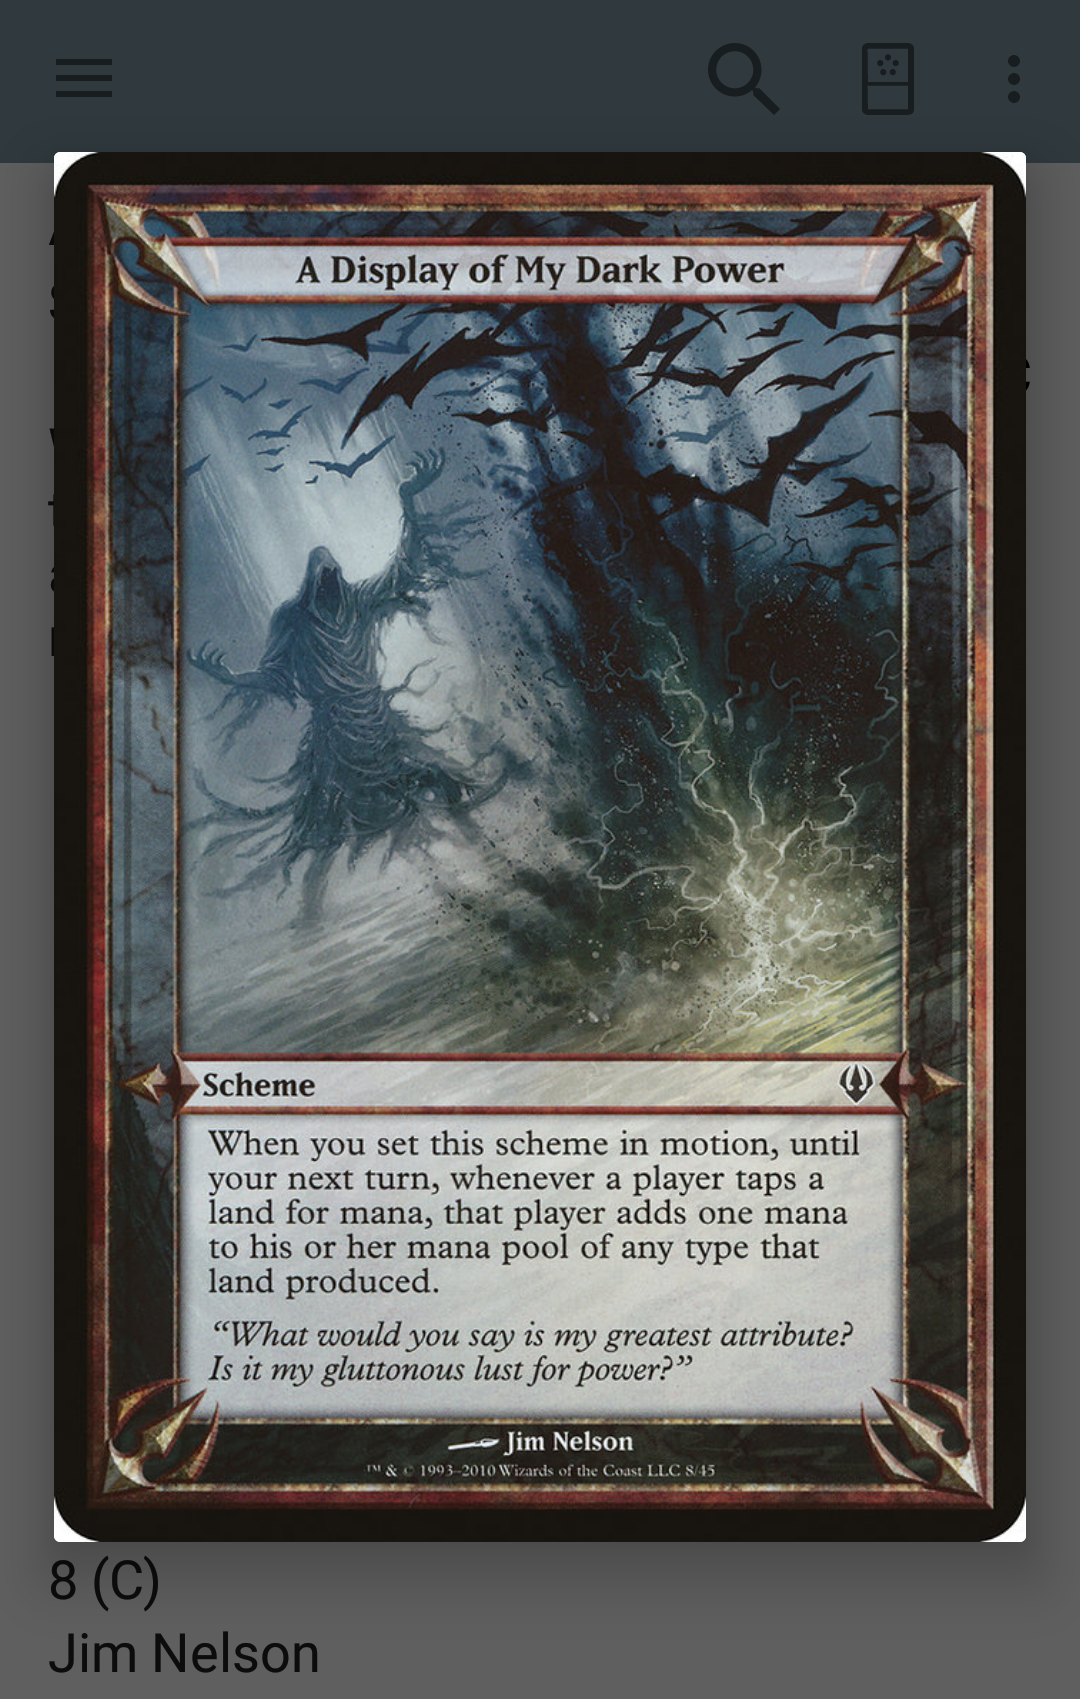 A Display of My Dark Power
Scheme
When you set this scheme in motion, until
your next turn, whenever a player taps a
land for mana, that player adds one mana
to his or her mana pool of any type that
land produced.
“What would you say is my greatest attribute?
Is it my gluttonous lust for power?”
Jim Nelson
™ & © 1993–2010 Wizards of the Coast LLC 8/45
8 (C)
Jim Nelson